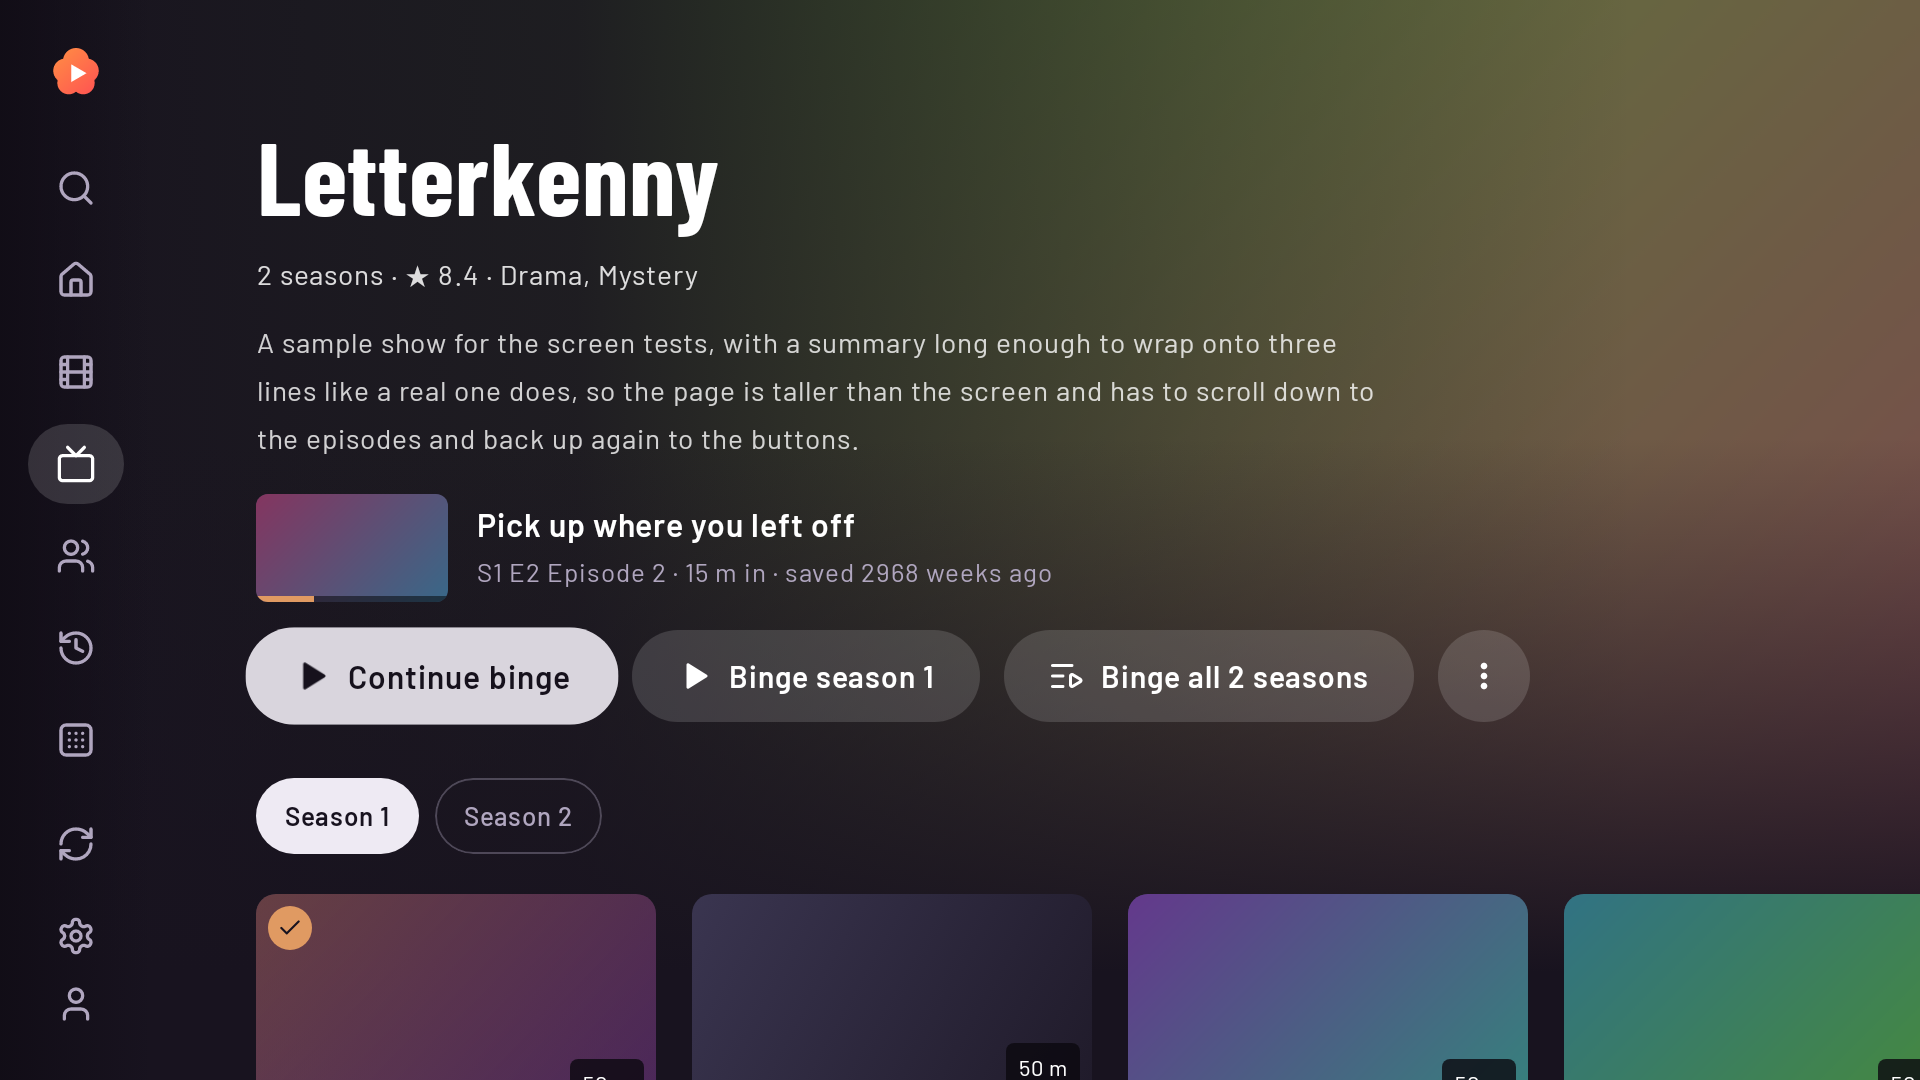 Letterkenny
2 seasons · ★ 8.4 · Drama, Mystery
A sample show for the screen tests, with a summary long enough to wrap onto three
lines like a real one does, so the page is taller than the screen and has to scroll down to
the episodes and back up again to the buttons.
Pick up where you left off
S1 E2 Episode 2 · 15 m in · saved 2968 weeks ago
Continue binge
Binge season 1
Binge all 2 seasons
Season 1
Season 2
50 m